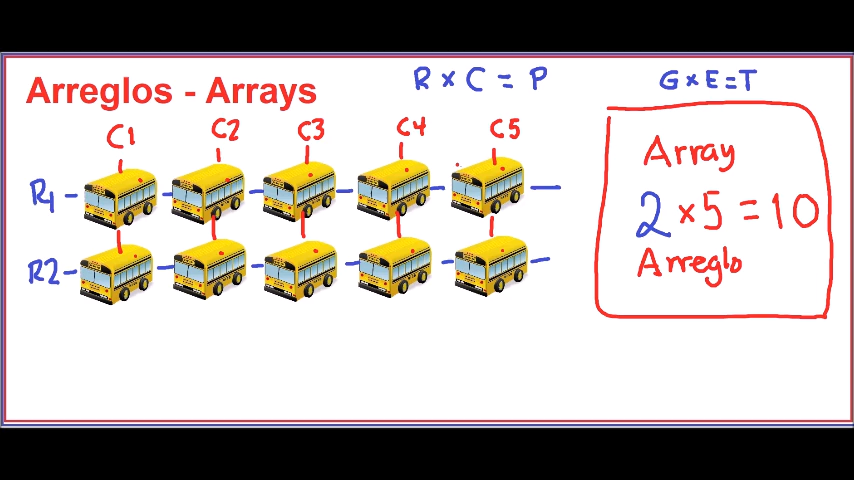 Arreglos - Arrays
R × C = P
G × E = T
C1 C2 C3 C4 C5
R1
R2
Array
2 × 5 = 10
Arreglo